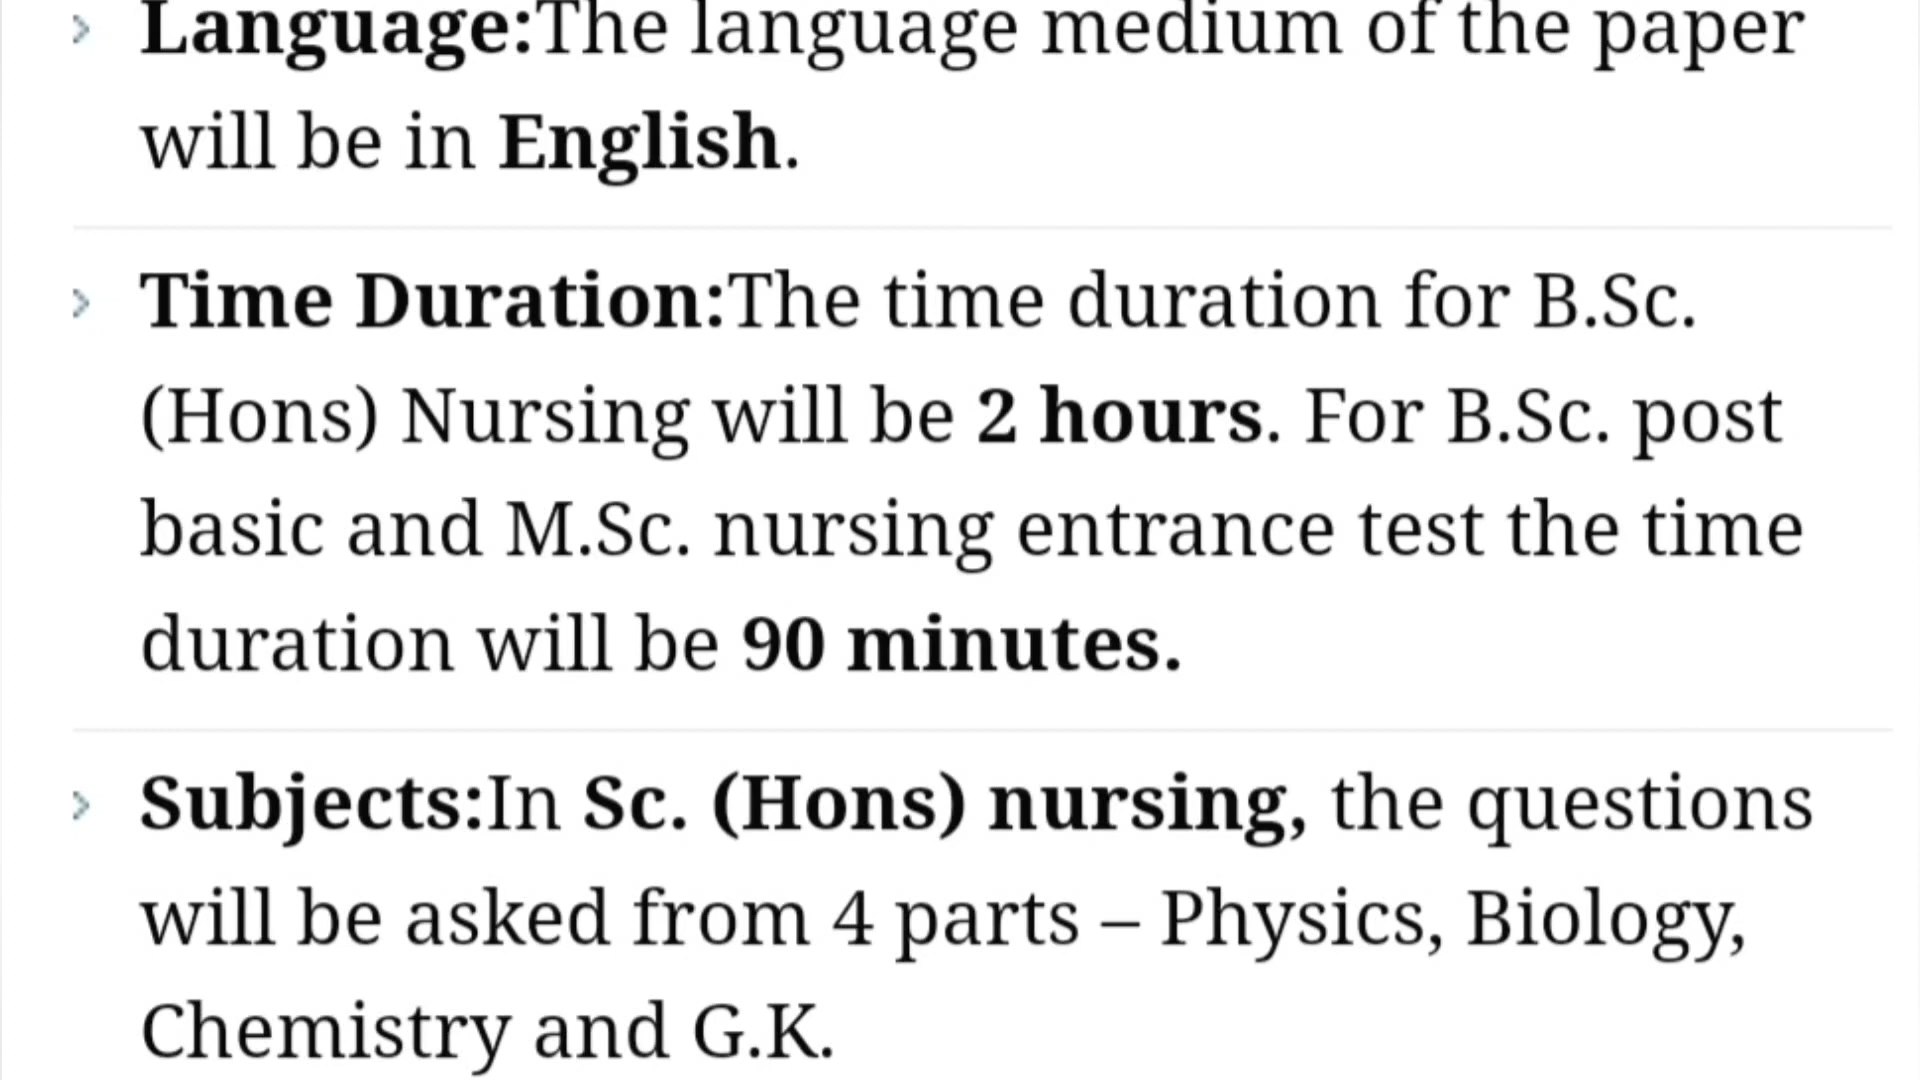 Language:The language medium of the paper
will be in English.
Time Duration:The time duration for B.Sc.
(Hons) Nursing will be 2 hours. For B.Sc. post
basic and M.Sc. nursing entrance test the time
duration will be 90 minutes.
Subjects:In Sc. (Hons) nursing, the questions
will be asked from 4 parts – Physics, Biology,
Chemistry and G.K.